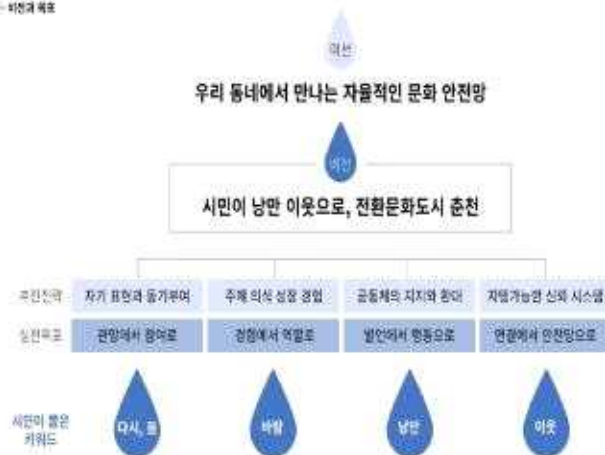 비전과 목표
미션
우리 동네에서 만나는 자율적인 문화 안전망
비전
시민이 낭만 이웃으로, 전환문화도시 춘천
추진전략
자기 표현과 동기부여
주체 의식 성장 경험
공동체의 지지와 환대
지탱가능한 신뢰 시스템
실천목표
관망에서 참여로
경험에서 역할로
발언에서 행동으로
연결에서 안전망으로
시민이 뽑은
키워드
다시, 봄
바람
낭만
이웃